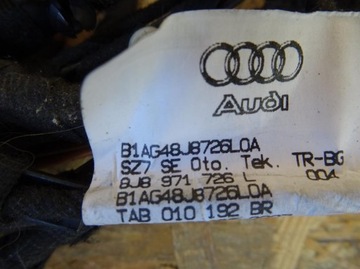 Audi
B1AG48J8726L0A
SZ7 SE Oto. Tek. TR-BG
8J8 971 726 L 004
B1AG48J8726L0A
TAB 010 192 BR